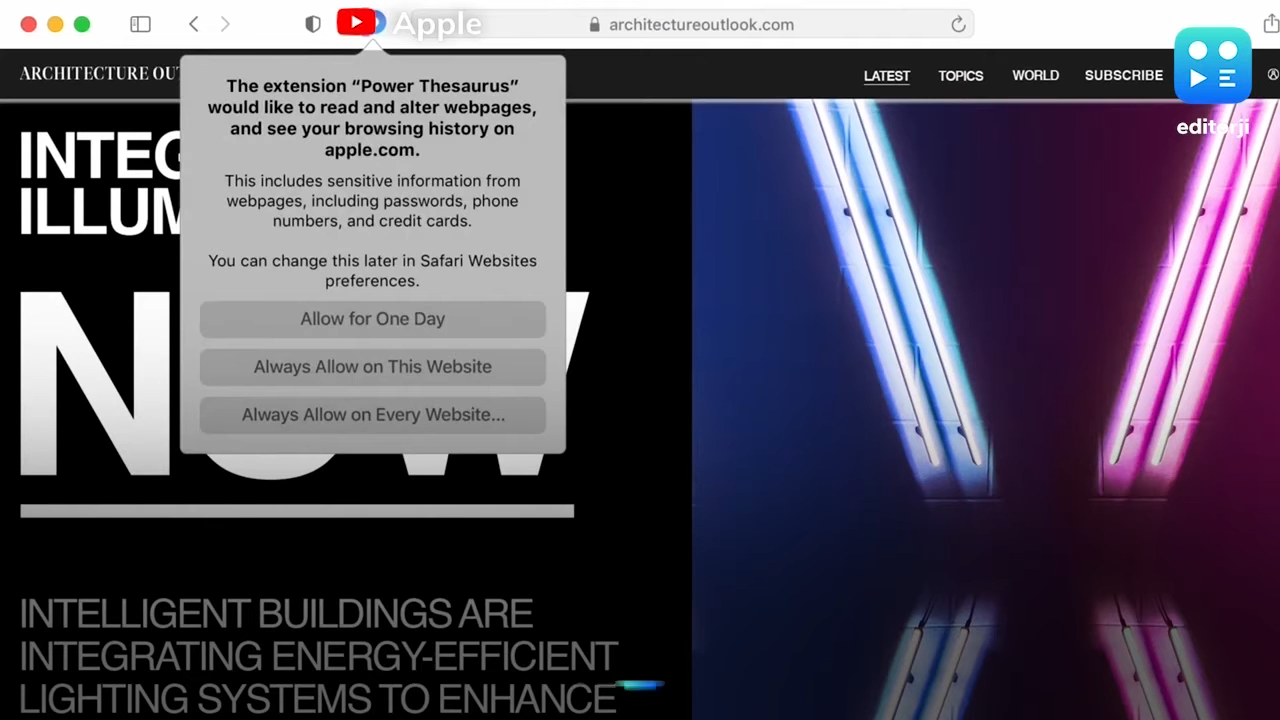 Apple
architectureoutlook.com
ARCHITECTURE OU
LATEST
TOPICS
WORLD
SUBSCRIBE
editorji
The extension “Power Thesaurus”
would like to read and alter webpages,
and see your browsing history on
apple.com.
This includes sensitive information from
webpages, including passwords, phone
numbers, and credit cards.
You can change this later in Safari Websites
preferences.
Allow for One Day
Always Allow on This Website
Always Allow on Every Website...
INTEG
ILLUM
NOW
INTELLIGENT BUILDINGS ARE
INTEGRATING ENERGY-EFFICIENT
LIGHTING SYSTEMS TO ENHANCE